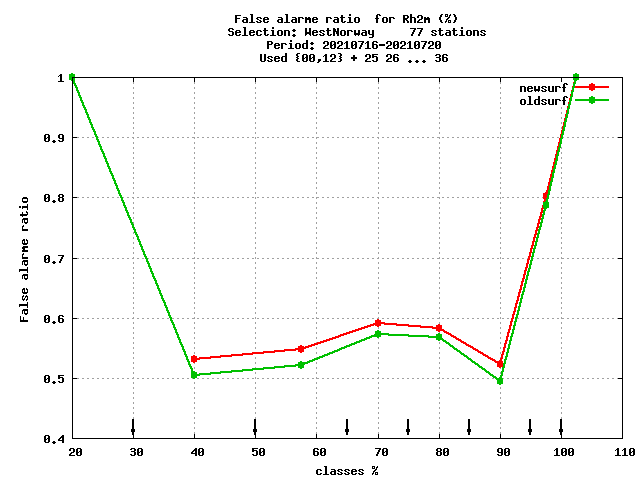 False alarme ratio  for Rh2m (%)
Selection: WestNorway     77 stations
Period: 20210716-20210720
Used {00,12} + 25 26 ... 36
newsurf
oldsurf
1
0.9
0.8
0.7
0.6
0.5
0.4
False alarme ratio
20 30 40 50 60 70 80 90 100 110
classes %